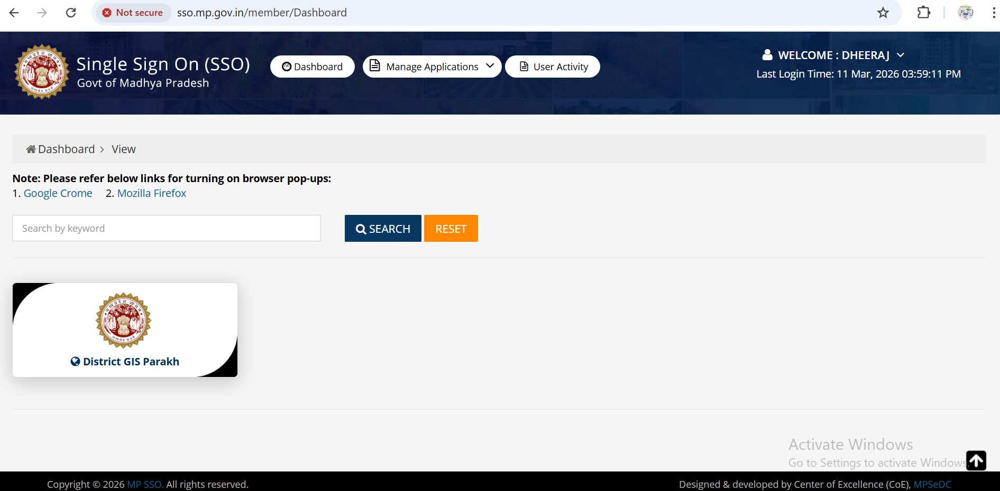 Not secure sso.mp.gov.in/member/Dashboard
Single Sign On (SSO)
Govt of Madhya Pradesh
Dashboard
Manage Applications
User Activity
WELCOME : DHEERAJ
Last Login Time: 11 Mar, 2026 03:59:11 PM
Dashboard > View
Note: Please refer below links for turning on browser pop-ups:
1. Google Crome 2. Mozilla Firefox
Search by keyword
SEARCH
RESET
District GIS Parakh
Activate Windows
Go to Settings to activate Windows.
Copyright © 2026 MP SSO. All rights reserved.
Designed & developed by Center of Excellence (CoE), MPSeDC